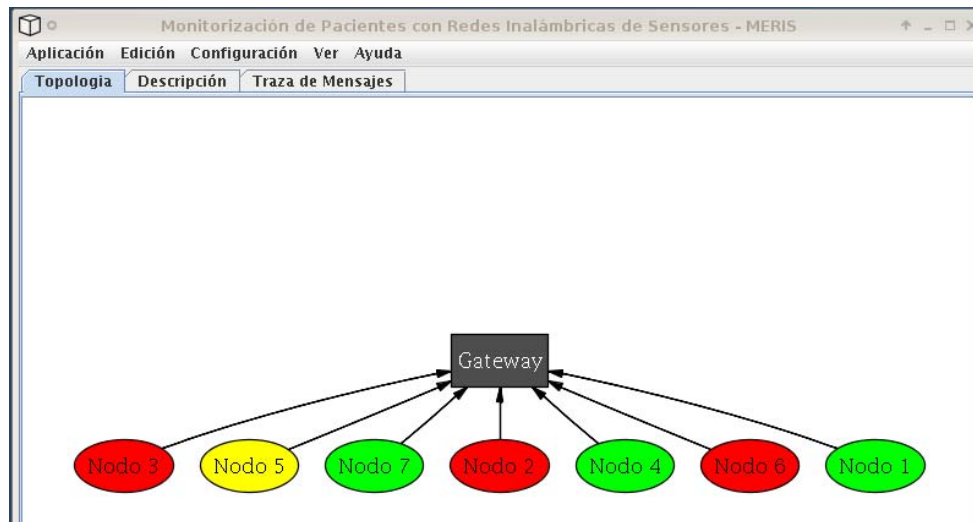 Monitorización de Pacientes con Redes Inalámbricas de Sensores - MERIS
Aplicación Edición Configuración Ver Ayuda
Topologia Descripción Traza de Mensajes
Gateway
Nodo 3 Nodo 5 Nodo 7 Nodo 2 Nodo 4 Nodo 6 Nodo 1